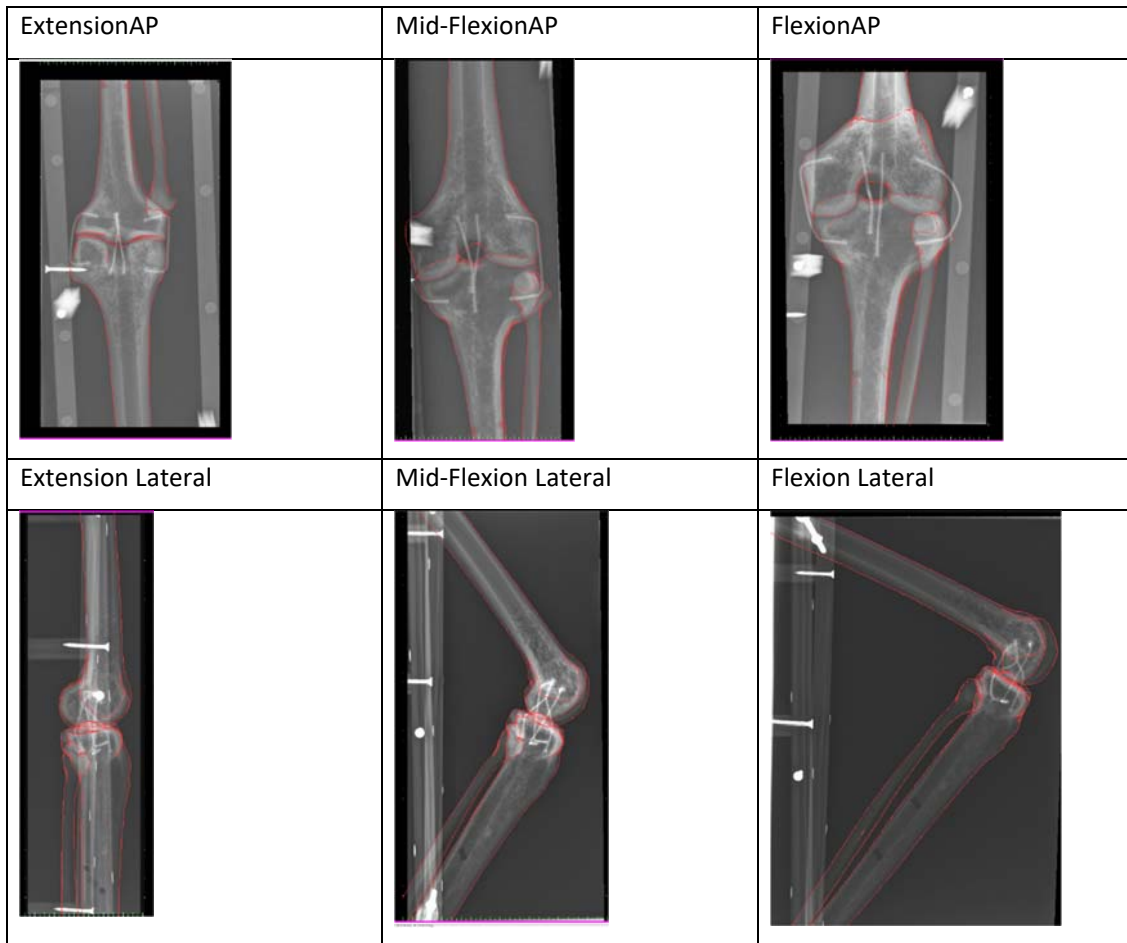 ExtensionAP
Mid-FlexionAP
FlexionAP
Extension Lateral
Mid-Flexion Lateral
Flexion Lateral